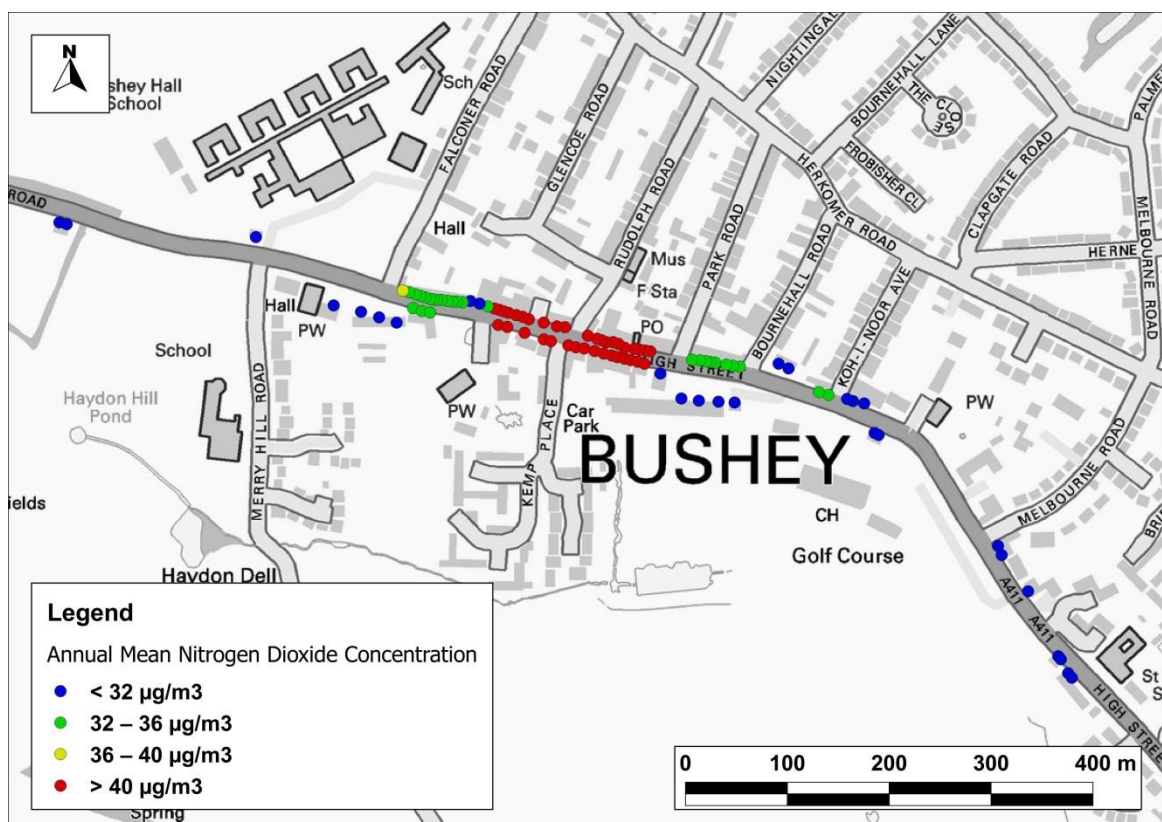 N
shey Hall
School
Sch
FALCONER ROAD
GLENCOE ROAD
RUDOLPH ROAD
PARK ROAD
NIGHTINGAL
BOURNEHALL LANE
THE
CLOSE
FROBISHER CL
HERKOMER ROAD
CLAPGATE ROAD
PALME
MELBOURNE ROAD
HERNE
ROAD
Hall
Mus
F Sta
BOURNEHALL ROAD
KOH-I-NOOR AVE
Hall
PW
PO
IGH STREET
School
MERRY HILL ROAD
Haydon Hill
Pond
PW
KEMP PLACE
Car
Park
BUSHEY
PW
MELBOURNE ROAD
BRI
ields
CH
Golf Course
Haydon Dell
A411
A411
HIGH STREE
St
S
Legend
Annual Mean Nitrogen Dioxide Concentration
< 32 µg/m3
32 – 36 µg/m3
36 – 40 µg/m3
> 40 µg/m3
0 100 200 300 400 m
Spring